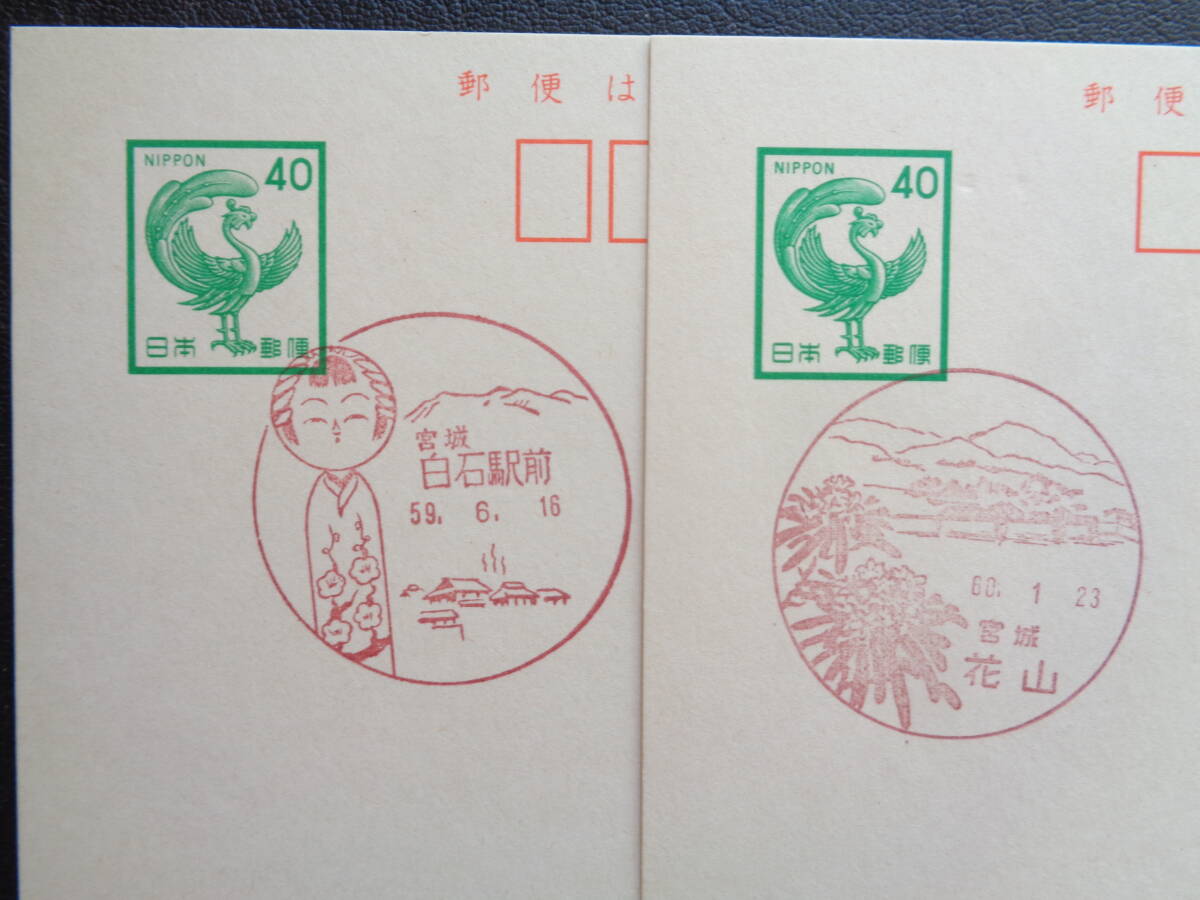 郵便は
NIPPON 40
日本郵便
宮城
白石駅前
59. 6. 16
郵便
NIPPON 40
日本郵便
60. 1 23
宮城
花山